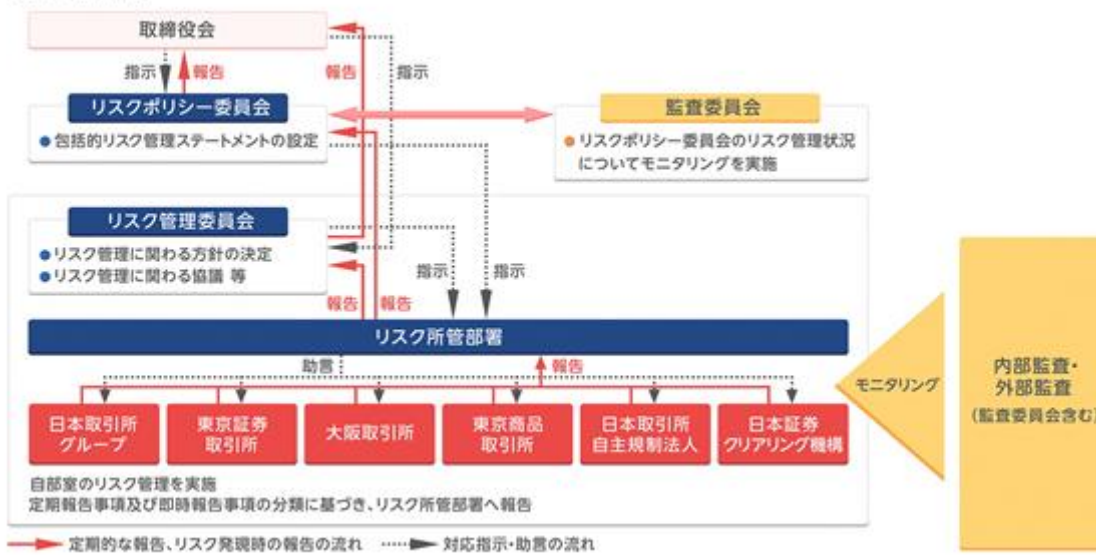 取締役会
指示
報告
報告
指示
リスクポリシー委員会
●包括的リスク管理ステートメントの設定
監査委員会
●リスクポリシー委員会のリスク管理状況
についてモニタリングを実施
リスク管理委員会
●リスク管理に関わる方針の決定
●リスク管理に関わる協議 等
指示
指示
報告
報告
リスク所管部署
助言
報告
日本取引所
グループ
東京証券
取引所
大阪取引所
東京商品
取引所
日本取引所
自主規制法人
日本証券
クリアリング機構
モニタリング
内部監査・
外部監査
(監査委員会含む)
自部室のリスク管理を実施
定期報告事項及び即時報告事項の分類に基づき、リスク所管部署へ報告
定期的な報告、リスク発現時の報告の流れ
対応指示・助言の流れ